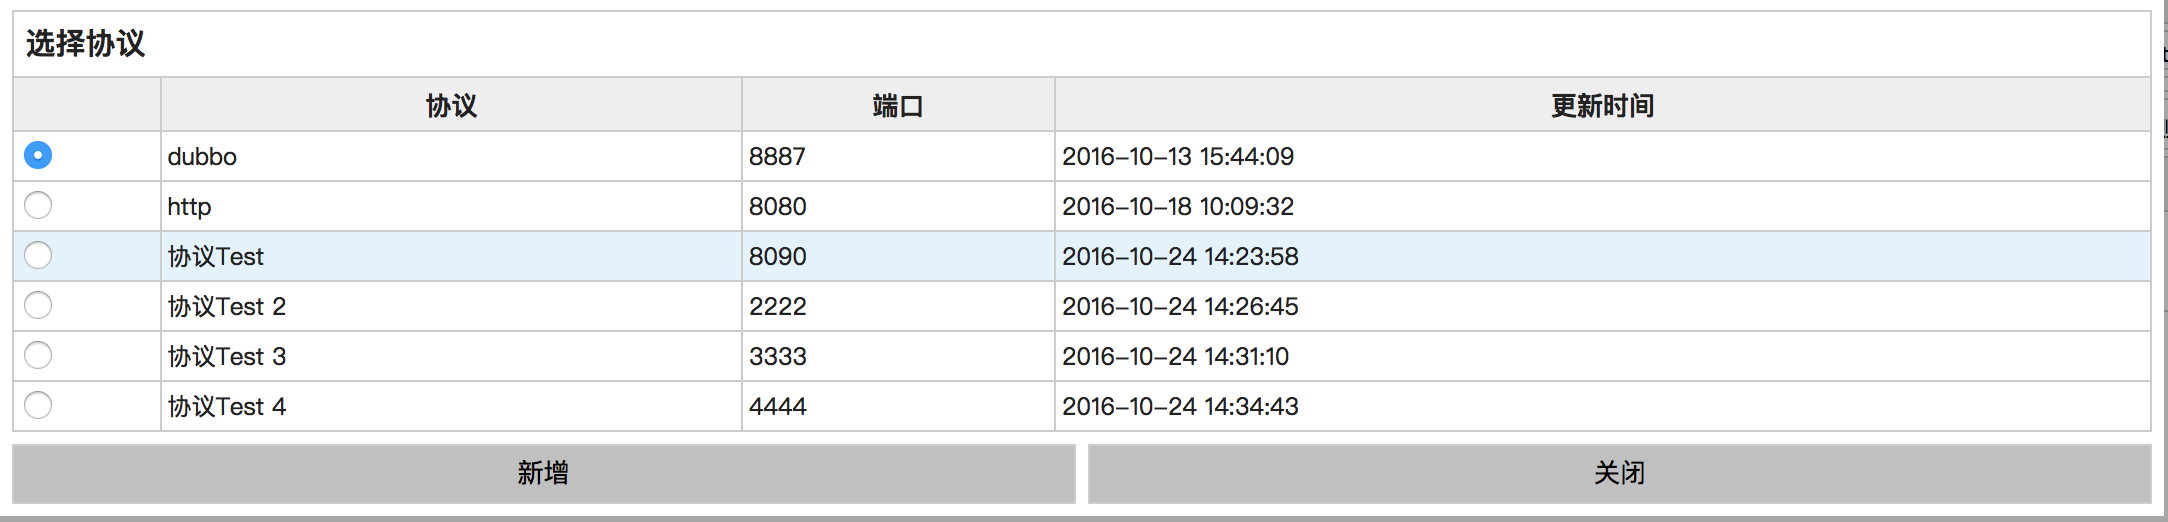 选择协议
协议 端口 更新时间
dubbo 8887 2016-10-13 15:44:09
http 8080 2016-10-18 10:09:32
协议Test 8090 2016-10-24 14:23:58
协议Test 2 2222 2016-10-24 14:26:45
协议Test 3 3333 2016-10-24 14:31:10
协议Test 4 4444 2016-10-24 14:34:43
新增 关闭